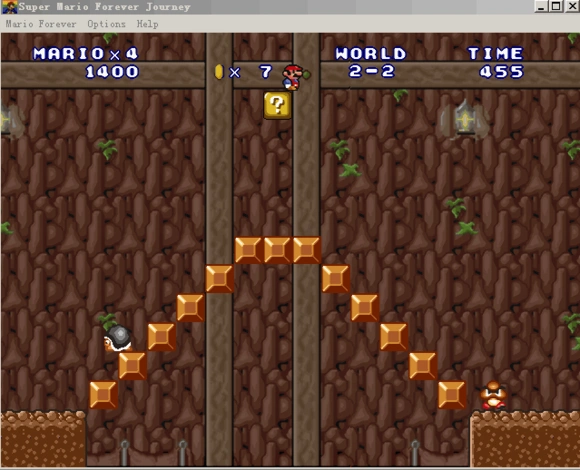 Super Mario Forever Journey
Mario Forever Options Help
MARIO × 4 WORLD TIME
1400 × 7 2-2 455
?